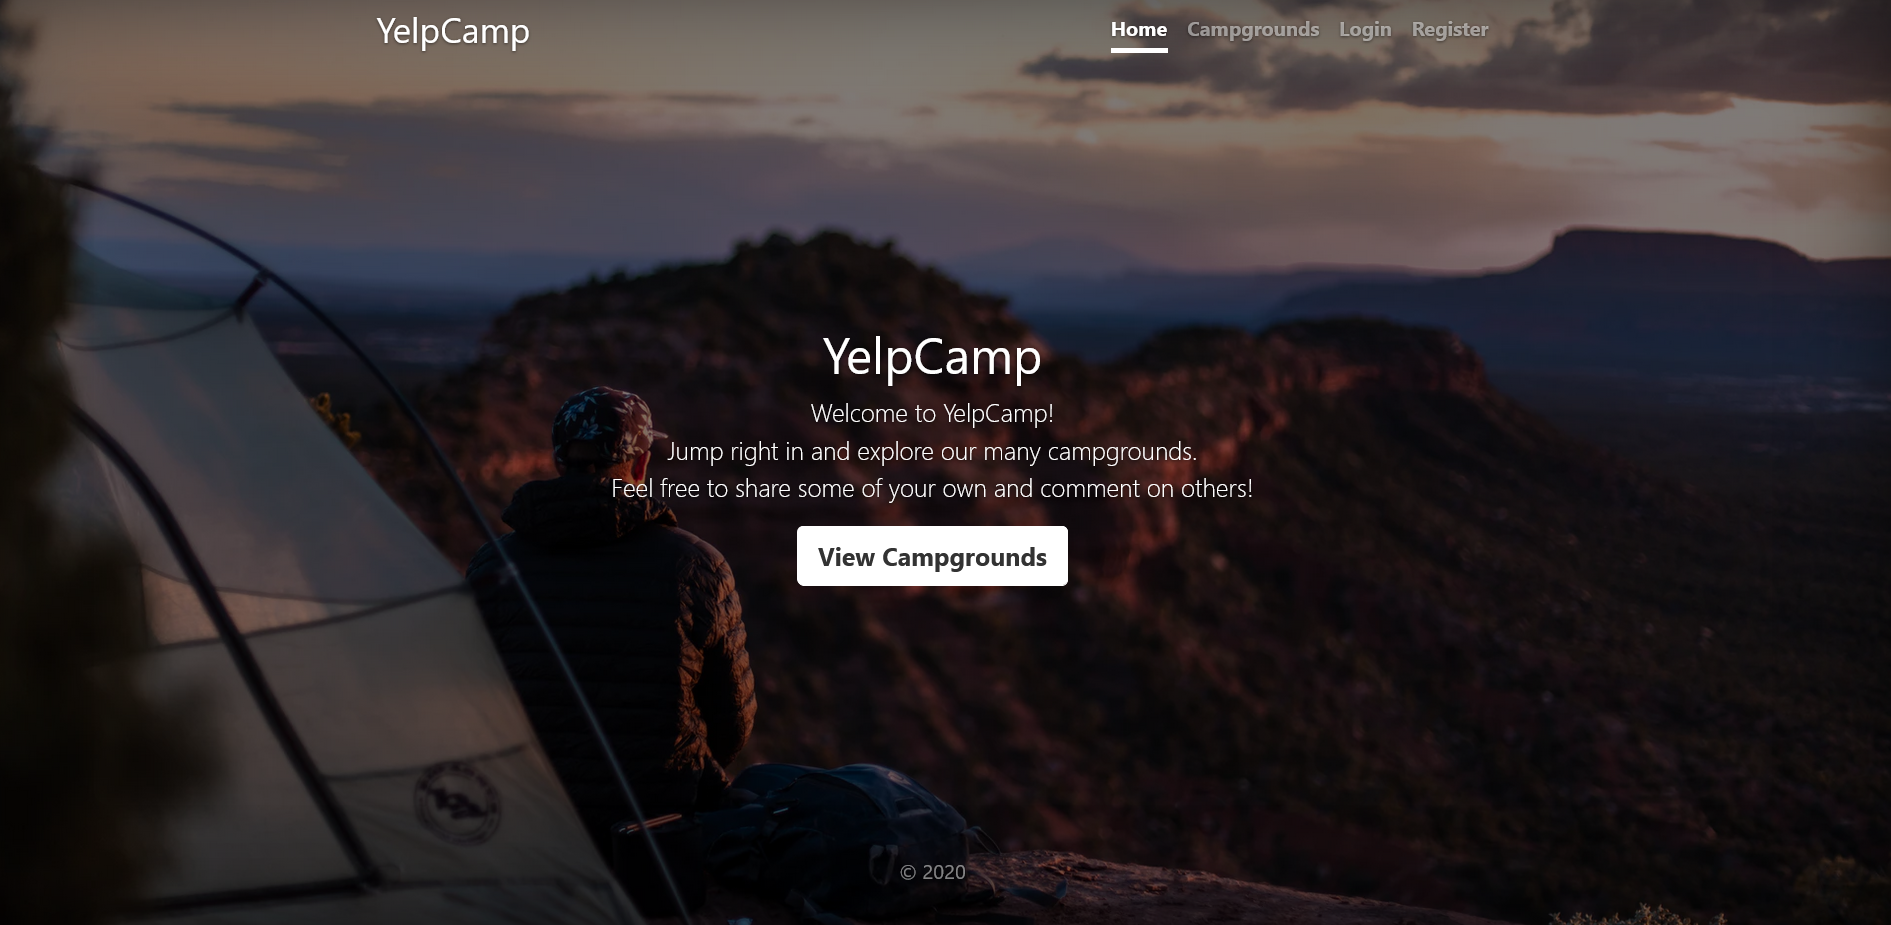 YelpCamp
Home Campgrounds Login Register
YelpCamp
Welcome to YelpCamp!
Jump right in and explore our many campgrounds.
Feel free to share some of your own and comment on others!
View Campgrounds
© 2020